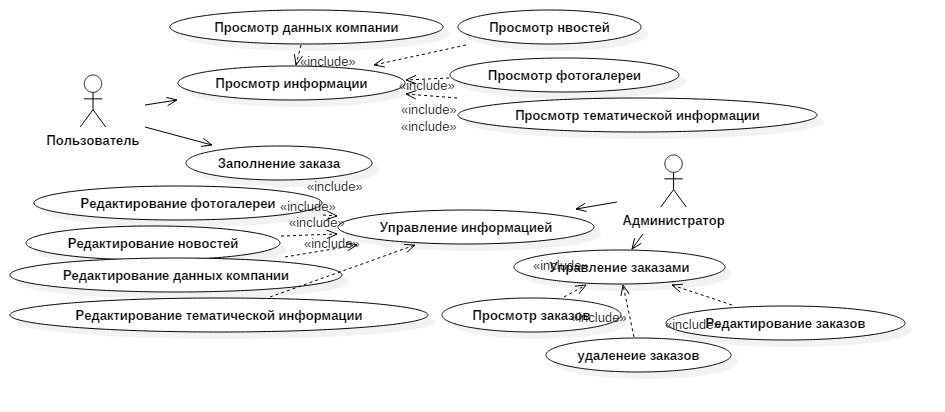 Просмотр данных компании
Просмотр нвостей
«include»
Просмотр информации
Просмотр фотогалереи
«include»
«include»
Просмотр тематической информации
«include»
Пользователь
Заполнение заказа
«include»
Редактирование фотогалереи
«include»
«include»
Управление информацией
Администратор
Редактирование новостей
«include»
Редактирование данных компании
«include»
Управление заказами
Редактирование тематической информации
Просмотр заказов
«include»
«include»
Редактирование заказов
удаленеие заказов